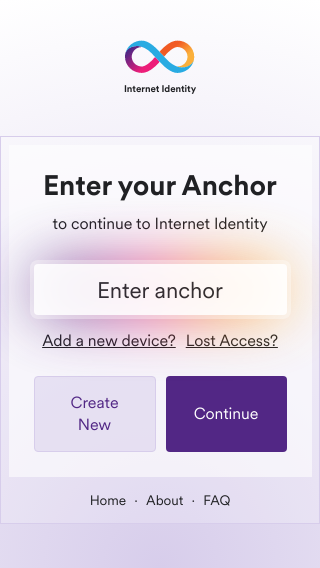 Internet Identity
Enter your Anchor
to continue to Internet Identity
Enter anchor
Add a new device? Lost Access?
Create
New
Continue
Home · About · FAQ